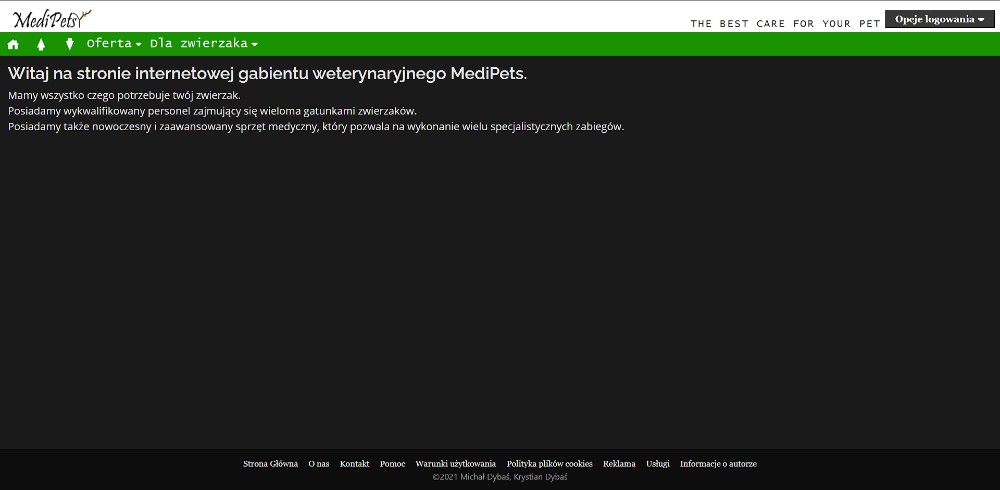 MediPets
THE BEST CARE FOR YOUR PET
Opcje logowania
Oferta Dla zwierzaka
Witaj na stronie internetowej gabientu weterynaryjnego MediPets.
Mamy wszystko czego potrzebuje twój zwierzak.
Posiadamy wykwalifikowany personel zajmujący się wieloma gatunkami zwierzaków.
Posiadamy także nowoczesny i zaawansowany sprzęt medyczny, który pozwala na wykonanie wielu specjalistycznych zabiegów.
Strona Główna O nas Kontakt Pomoc Warunki użytkowania Polityka plików cookies Reklama Usługi Informacje o autorze
©2021 Michał Dybaś, Krystian Dybaś